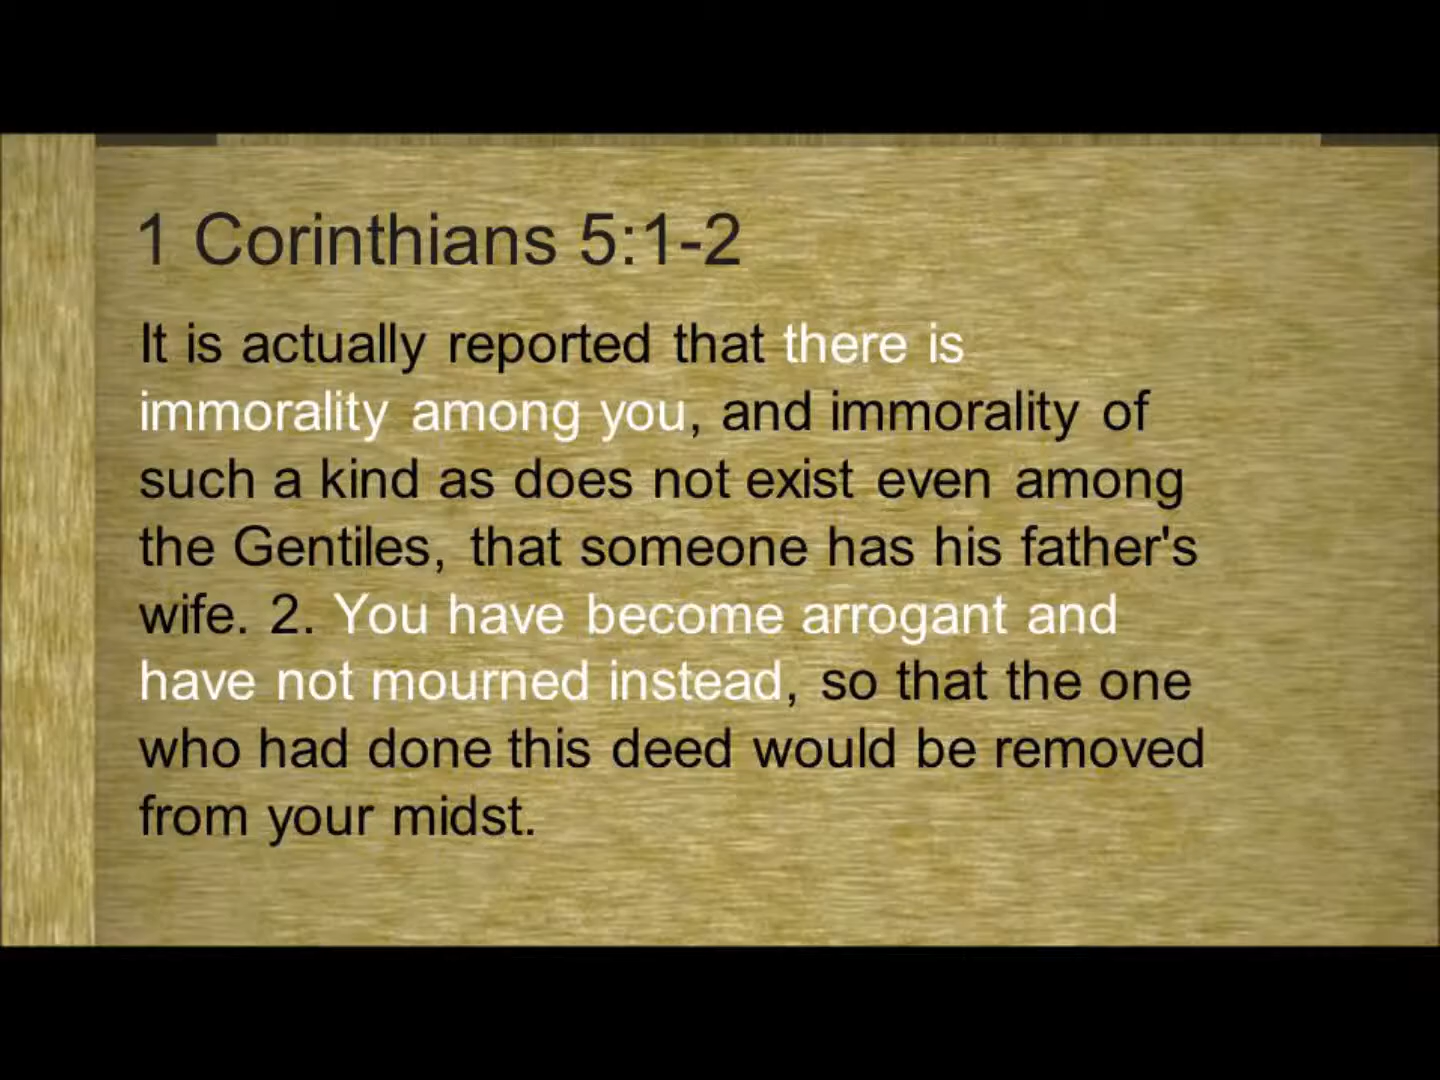 1 Corinthians 5:1-2
It is actually reported that there is
immorality among you, and immorality of
such a kind as does not exist even among
the Gentiles, that someone has his father's
wife. 2. You have become arrogant and
have not mourned instead, so that the one
who had done this deed would be removed
from your midst.